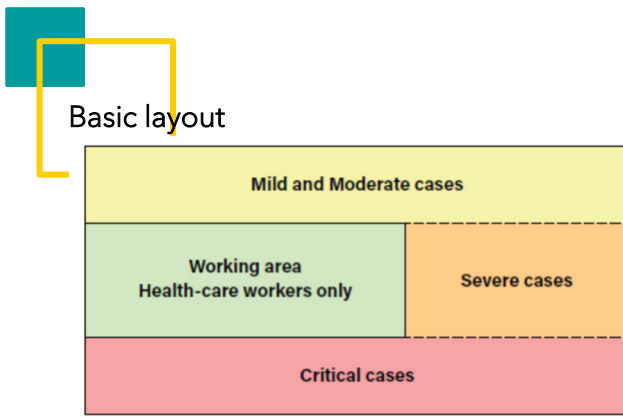 Basic layout
Mild and Moderate cases
Working area
Health-care workers only
Severe cases
Critical cases